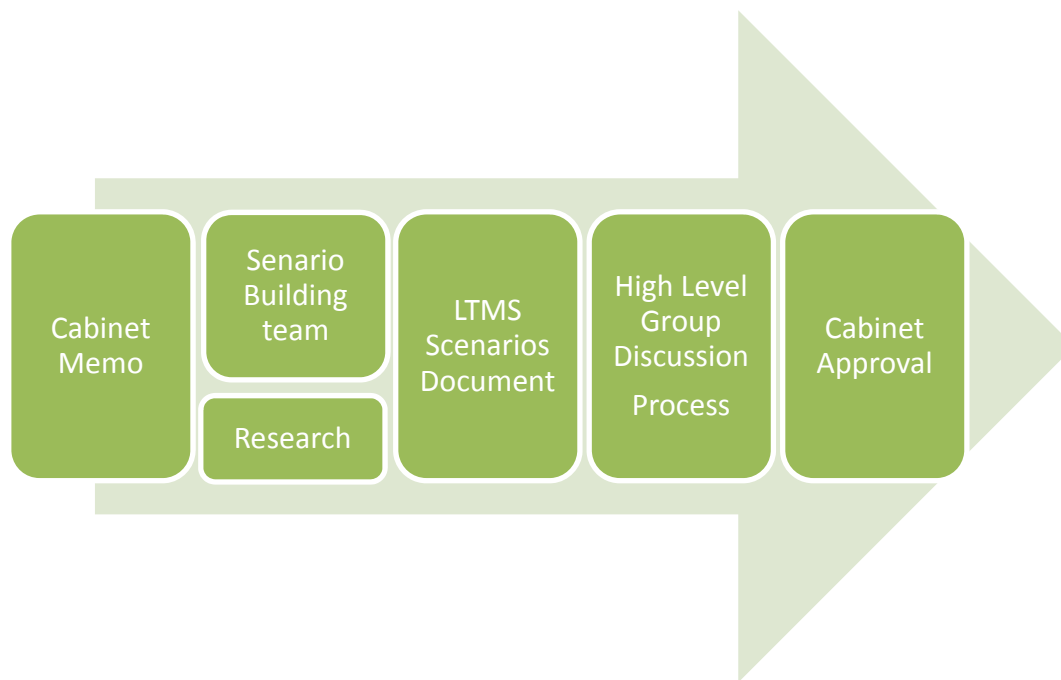 Cabinet
Memo
Senario
Building
team
Research
LTMS
Scenarios
Document
High Level
Group
Discussion
Process
Cabinet
Approval